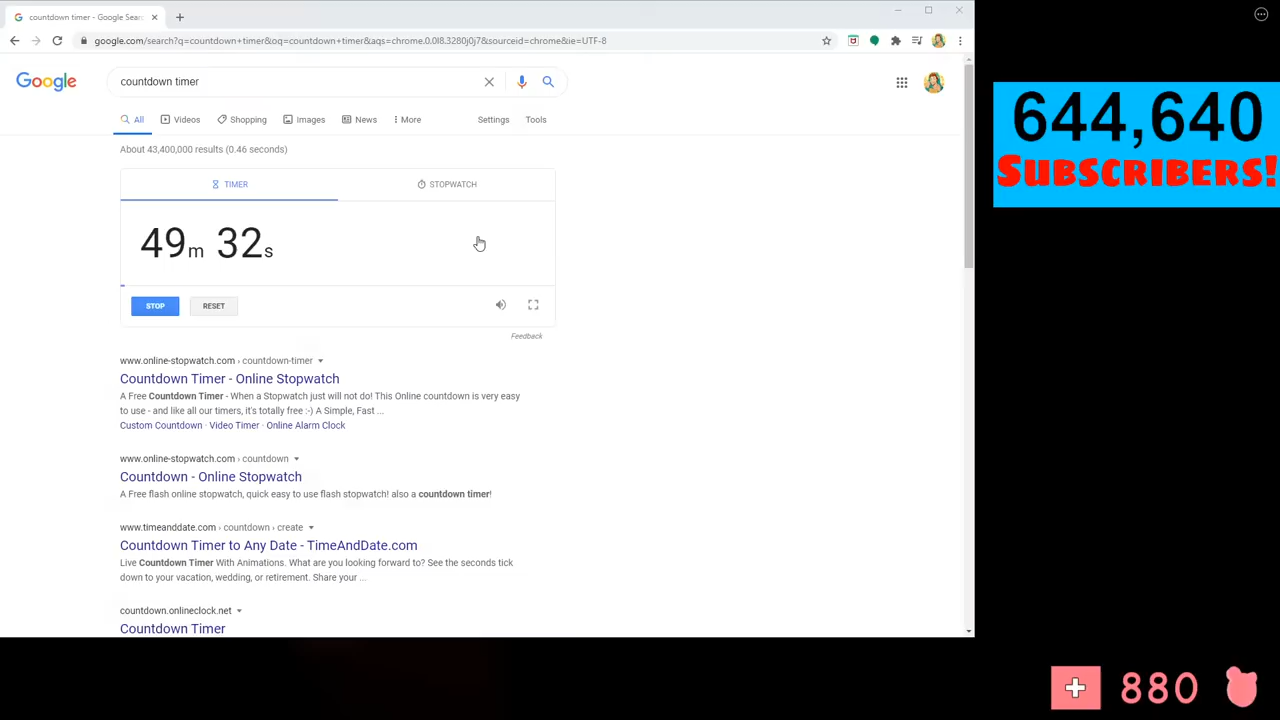 countdown timer - Google Sear
google.com/search?q=countdown+timer&oq=countdown+timer&aqs=chrome.0.0l8.3280j0j7&sourceid=chrome&ie=UTF-8
Google
countdown timer
All Videos Shopping Images News More Settings Tools
About 43,400,000 results (0.46 seconds)
TIMER STOPWATCH
49m 32s
STOP RESET
Feedback
www.online-stopwatch.com › countdown-timer
Countdown Timer - Online Stopwatch
A Free Countdown Timer - When a Stopwatch just will not do! This Online countdown is very easy
to use - and like all our timers, it's totally free :-) A Simple, Fast ...
Custom Countdown · Video Timer · Online Alarm Clock
www.online-stopwatch.com › countdown
Countdown - Online Stopwatch
A Free flash online stopwatch, quick easy to use flash stopwatch! also a countdown timer!
www.timeanddate.com › countdown › create
Countdown Timer to Any Date - TimeAndDate.com
Live Countdown Timer With Animations. What are you looking forward to? See the seconds tick
down to your vacation, wedding, or retirement. Share your ...
countdown.onlineclock.net
Countdown Timer
644,640
SUBSCRIBERS!
880